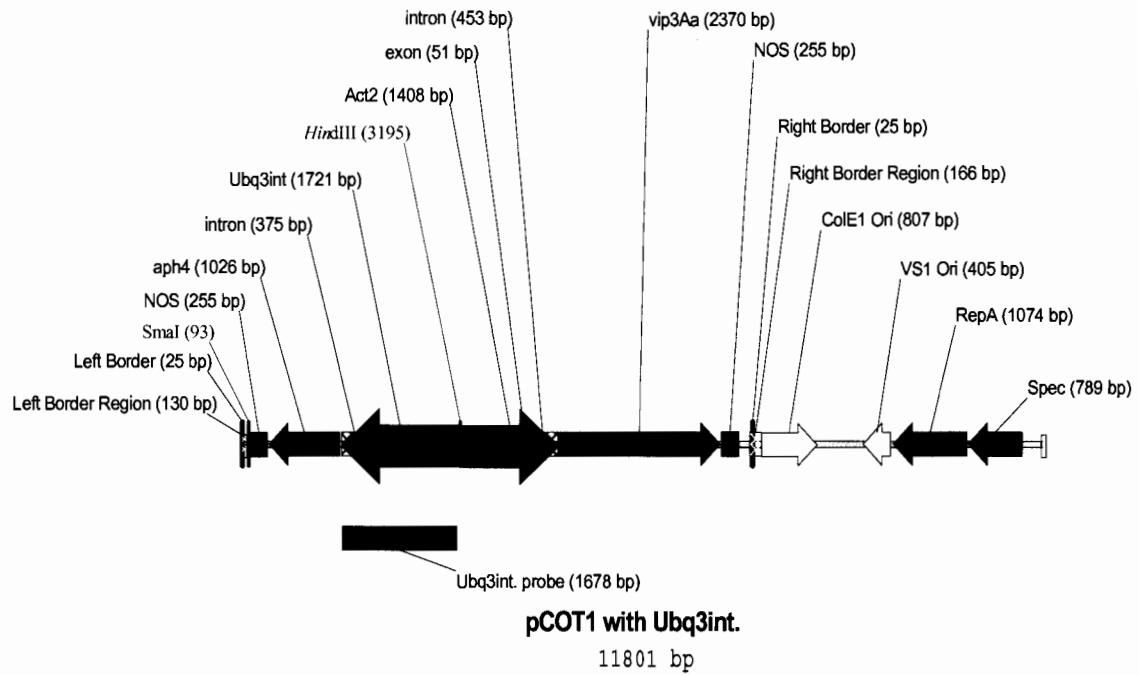 intron (453 bp)
vip3Aa (2370 bp)
exon (51 bp)
NOS (255 bp)
Act2 (1408 bp)
HindIII (3195)
Right Border (25 bp)
Ubq3int (1721 bp)
Right Border Region (166 bp)
intron (375 bp)
ColE1 Ori (807 bp)
aph4 (1026 bp)
VS1 Ori (405 bp)
NOS (255 bp)
RepA (1074 bp)
SmaI (93)
Left Border (25 bp)
Spec (789 bp)
Left Border Region (130 bp)
Ubq3int. probe (1678 bp)
pCOT1 with Ubq3int.
11801 bp